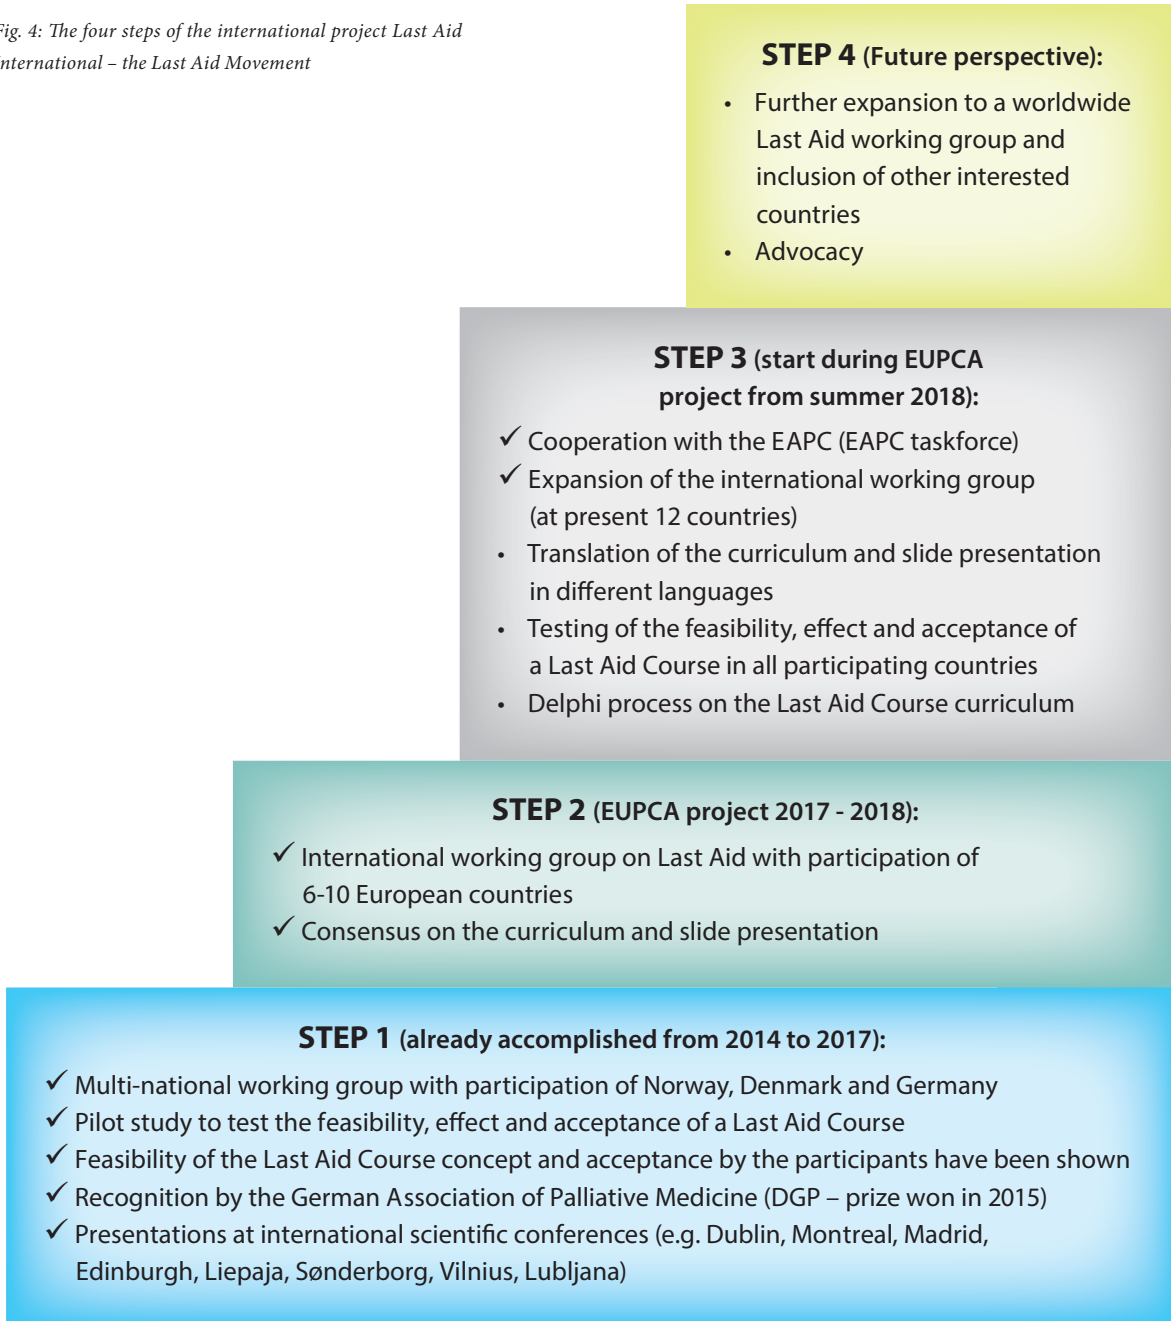 Fig. 4: The four steps of the international project Last Aid
International – the Last Aid Movement
STEP 4 (Future perspective):
• Further expansion to a worldwide
Last Aid working group and
inclusion of other interested
countries
• Advocacy
STEP 3 (start during EUPCA
project from summer 2018):
✓ Cooperation with the EAPC (EAPC taskforce)
✓ Expansion of the international working group
(at present 12 countries)
• Translation of the curriculum and slide presentation
in different languages
• Testing of the feasibility, effect and acceptance of
a Last Aid Course in all participating countries
• Delphi process on the Last Aid Course curriculum
STEP 2 (EUPCA project 2017 - 2018):
✓ International working group on Last Aid with participation of
6-10 European countries
✓ Consensus on the curriculum and slide presentation
STEP 1 (already accomplished from 2014 to 2017):
✓ Multi-national working group with participation of Norway, Denmark and Germany
✓ Pilot study to test the feasibility, effect and acceptance of a Last Aid Course
✓ Feasibility of the Last Aid Course concept and acceptance by the participants have been shown
✓ Recognition by the German Association of Palliative Medicine (DGP – prize won in 2015)
✓ Presentations at international scientific conferences (e.g. Dublin, Montreal, Madrid,
Edinburgh, Liepaja, Sønderborg, Vilnius, Lubljana)